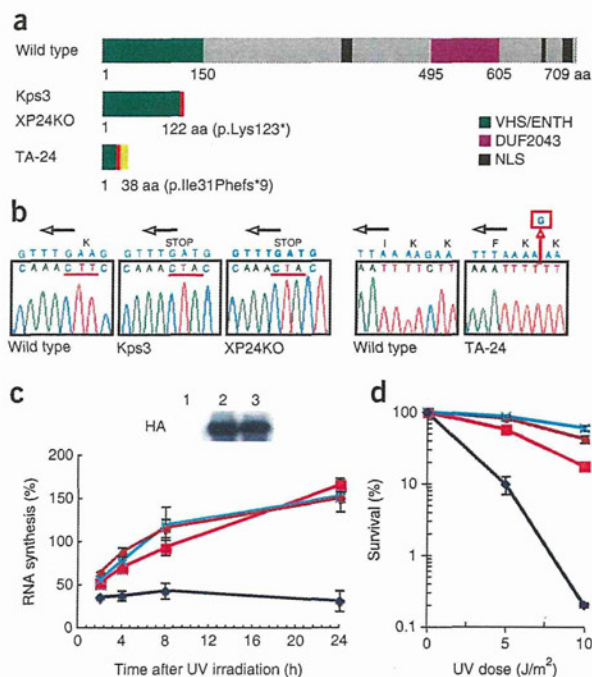 a
Wild type
1 150 495 605 709 aa
Kps3
XP24KO
1 122 aa (p.Lys123*)
TA-24
1 38 aa (p.Ile31Phefs*9)
VHS/ENTH
DUF2043
NLS
b
K STOP STOP I K K F K K G
G T T T G A A G G T T T G A T G G T T T G A T G T T A A A A G A A T T T A A A A A A
C A A A C T T C C A A A C T A C C A A A C T A C A A T T T T C T T A A A T T T T T T
Wild type Kps3 XP24KO Wild type TA-24
c
1 2 3
HA
RNA synthesis (%)
200
150
100
50
0
0 4 8 12 16 20 24
Time after UV irradiation (h)
d
Survival (%)
100
10
1
0.1
0 5 10
UV dose (J/m²)